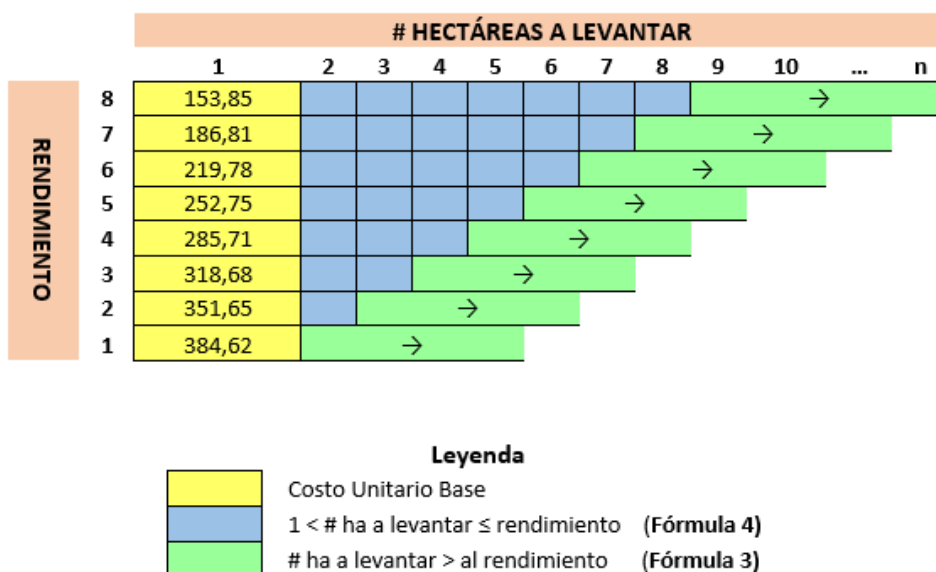 # HECTÁREAS A LEVANTAR
1 2 3 4 5 6 7 8 9 10 ... n
RENDIMIENTO
8 153,85 →
7 186,81 →
6 219,78 →
5 252,75 →
4 285,71 →
3 318,68 →
2 351,65 →
1 384,62 →
Leyenda
Costo Unitario Base
1 < # ha a levantar ≤ rendimiento (Fórmula 4)
# ha a levantar > al rendimiento (Fórmula 3)